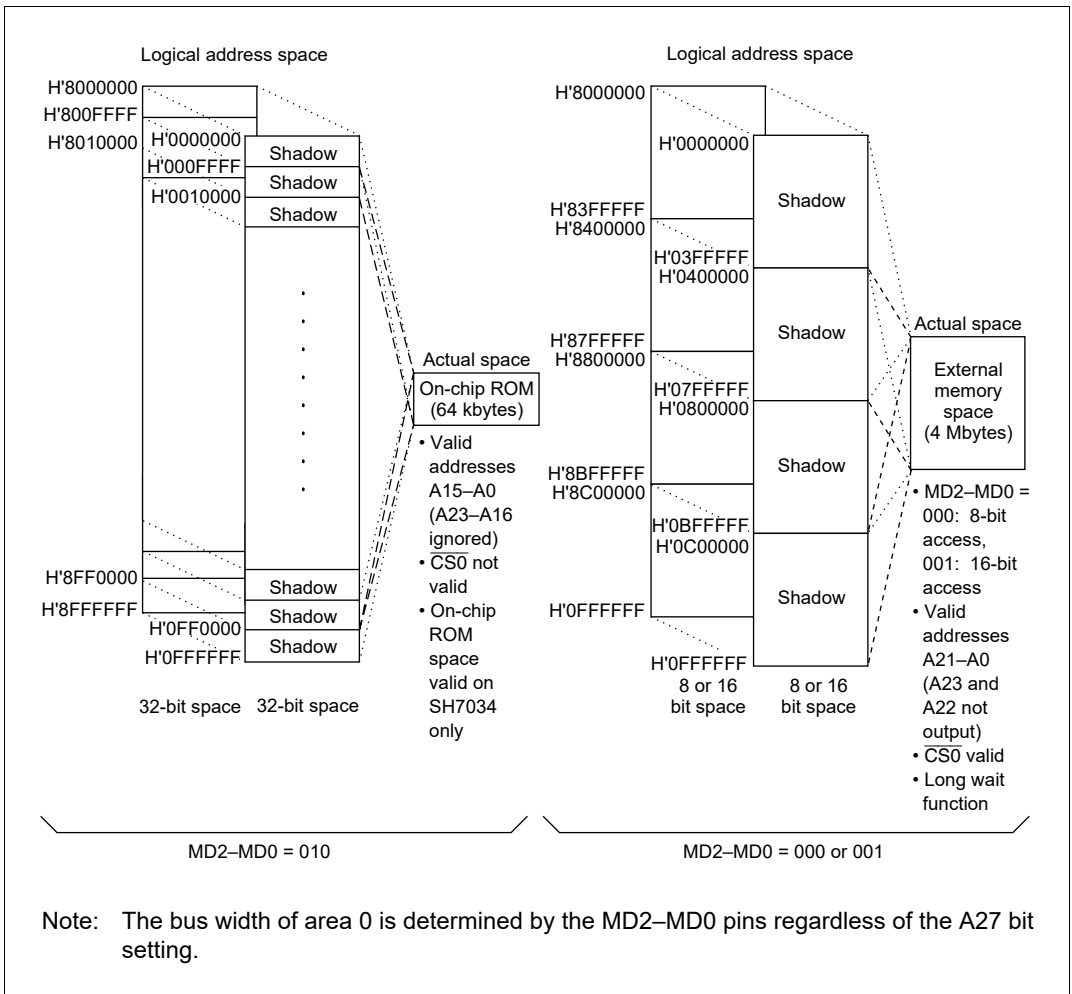 Logical address space
H'8000000
H'800FFFF
H'8010000
H'0000000
H'000FFFF
H'0010000
Shadow
Shadow
Shadow
Actual space
On-chip ROM
(64 kbytes)
• Valid
addresses
A15–A0
(A23–A16
ignored)
• CS0 not
valid
• On-chip
ROM
space
valid on
SH7034
only
H'8FF0000
H'8FFFFFF
H'0FF0000
H'0FFFFFF
Shadow
Shadow
Shadow
32-bit space
32-bit space
MD2–MD0 = 010
Logical address space
H'8000000
H'0000000
H'83FFFFF
H'8400000
H'03FFFFF
H'0400000
H'87FFFFF
H'8800000
H'07FFFFF
H'0800000
H'8BFFFFF
H'8C00000
H'0BFFFFF
H'0C00000
H'0FFFFFF
H'0FFFFFF
Shadow
Shadow
Shadow
Shadow
8 or 16
bit space
8 or 16
bit space
Actual space
External
memory
space
(4 Mbytes)
• MD2–MD0 =
000: 8-bit
access,
001: 16-bit
access
• Valid
addresses
A21–A0
(A23 and
A22 not
output)
• CS0 valid
• Long wait
function
MD2–MD0 = 000 or 001
Note: The bus width of area 0 is determined by the MD2–MD0 pins regardless of the A27 bit
setting.